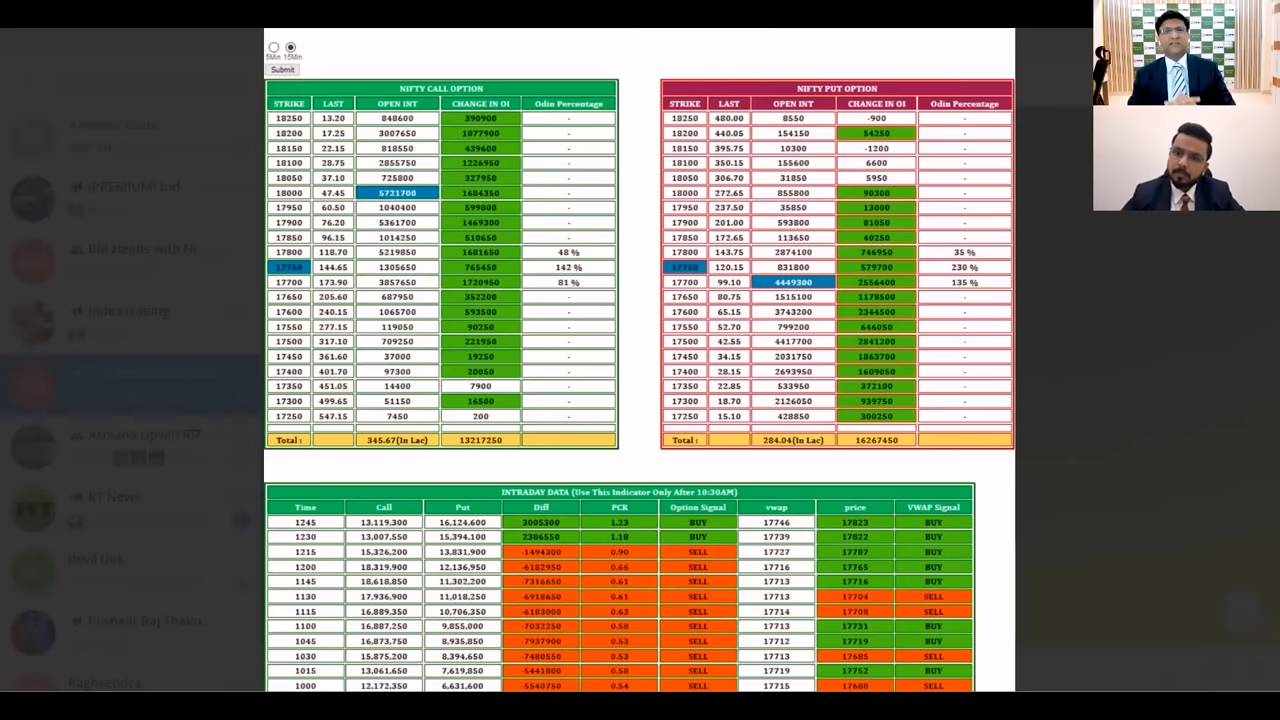 5Min 15Min
Submit
NIFTY CALL OPTION
STRIKE LAST OPEN INT CHANGE IN OI Odin Percentage
18250 13.20 848600 390900 -
18200 17.25 3007650 1077900 -
18150 22.15 818550 439600 -
18100 28.75 2855750 1226950 -
18050 37.10 725800 327950 -
18000 47.45 5721700 1684350 -
17950 60.50 1040400 599800 -
17900 76.20 5361700 1469300 -
17850 96.15 1014250 510650 -
17800 118.70 5219850 1681650 48 %
17750 144.65 1305650 765450 142 %
17700 173.90 3857650 1720950 81 %
17650 205.60 687950 352200 -
17600 240.15 1065700 593500 -
17550 277.15 119050 90250 -
17500 317.10 709250 221950 -
17450 361.60 37000 19250 -
17400 401.70 97300 20050 -
17350 451.05 14400 7900 -
17300 499.65 51150 16500 -
17250 547.15 7450 200 -
Total : 345.67(In Lac) 13217250
NIFTY PUT OPTION
STRIKE LAST OPEN INT CHANGE IN OI Odin Percentage
18250 480.00 8550 -900 -
18200 440.05 154150 54250 -
18150 395.75 10300 -1200 -
18100 350.15 155600 6600 -
18050 306.70 31850 5950 -
18000 272.65 855800 90300 -
17950 237.50 35850 13000 -
17900 201.00 593800 81050 -
17850 172.65 113650 40250 -
17800 143.75 2874100 746950 35 %
17750 120.15 831800 579700 230 %
17700 99.10 4449300 2556400 135 %
17650 80.75 1515100 1178500 -
17600 65.15 3743200 2344500 -
17550 52.70 799200 646050 -
17500 42.55 4417700 2841200 -
17450 34.15 2031750 1863700 -
17400 28.15 2693950 1609050 -
17350 22.85 533950 372100 -
17300 18.70 2126050 939750 -
17250 15.10 428850 300250 -
Total : 284.04(In Lac) 16267450
INTRADAY DATA (Use This Indicator Only After 10:30AM)
Time Call Put Diff PCR Option Signal vwap price VWAP Signal
1245 13,119,300 16,124,600 3005300 1.23 BUY 17746 17823 BUY
1230 13,007,550 15,394,100 2386550 1.18 BUY 17739 17822 BUY
1215 15,326,200 13,831,900 -1494300 0.90 SELL 17727 17787 BUY
1200 18,319,900 12,136,950 -6182950 0.66 SELL 17716 17765 BUY
1145 18,618,850 11,302,200 -7316650 0.61 SELL 17713 17716 BUY
1130 17,936,900 11,018,250 -6918650 0.61 SELL 17713 17704 SELL
1115 16,889,350 10,706,350 -6183000 0.63 SELL 17714 17708 SELL
1100 16,887,250 9,855,000 -7032250 0.58 SELL 17713 17731 BUY
1045 16,873,750 8,935,850 -7937900 0.53 SELL 17712 17719 BUY
1030 15,875,200 8,394,650 -7480550 0.53 SELL 17713 17685 SELL
1015 13,061,650 7,619,850 -5441800 0.58 SELL 17719 17752 BUY
1000 12,172,350 6,631,600 -5540750 0.54 SELL 17715 17680 SELL
BM Heads with
Index trading
RT News
devil Dok
Pushkar Raj Thaku...
Raghvendra